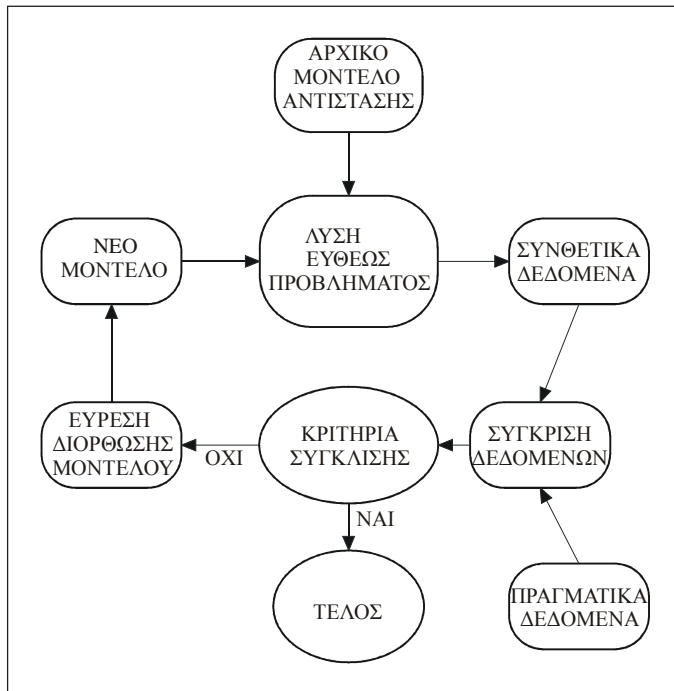 ΑΡΧΙΚΟ
ΜΟΝΤΕΛΟ
ΑΝΤΙΣΤΑΣΗΣ
ΝΕΟ
ΜΟΝΤΕΛΟ
ΛΥΣΗ
ΕΥΘΕΩΣ
ΠΡΟΒΛΗΜΑΤΟΣ
ΣΥΝΘΕΤΙΚΑ
ΔΕΔΟΜΕΝΑ
ΕΥΡΕΣΗ
ΔΙΟΡΘΩΣΗΣ
ΜΟΝΤΕΛΟΥ
ΟΧΙ
ΚΡΙΤΗΡΙΑ
ΣΥΓΚΛΙΣΗΣ
ΣΥΓΚΡΙΣΗ
ΔΕΔΟΜΕΝΩΝ
ΝΑΙ
ΤΕΛΟΣ
ΠΡΑΓΜΑΤΙΚΑ
ΔΕΔΟΜΕΝΑ